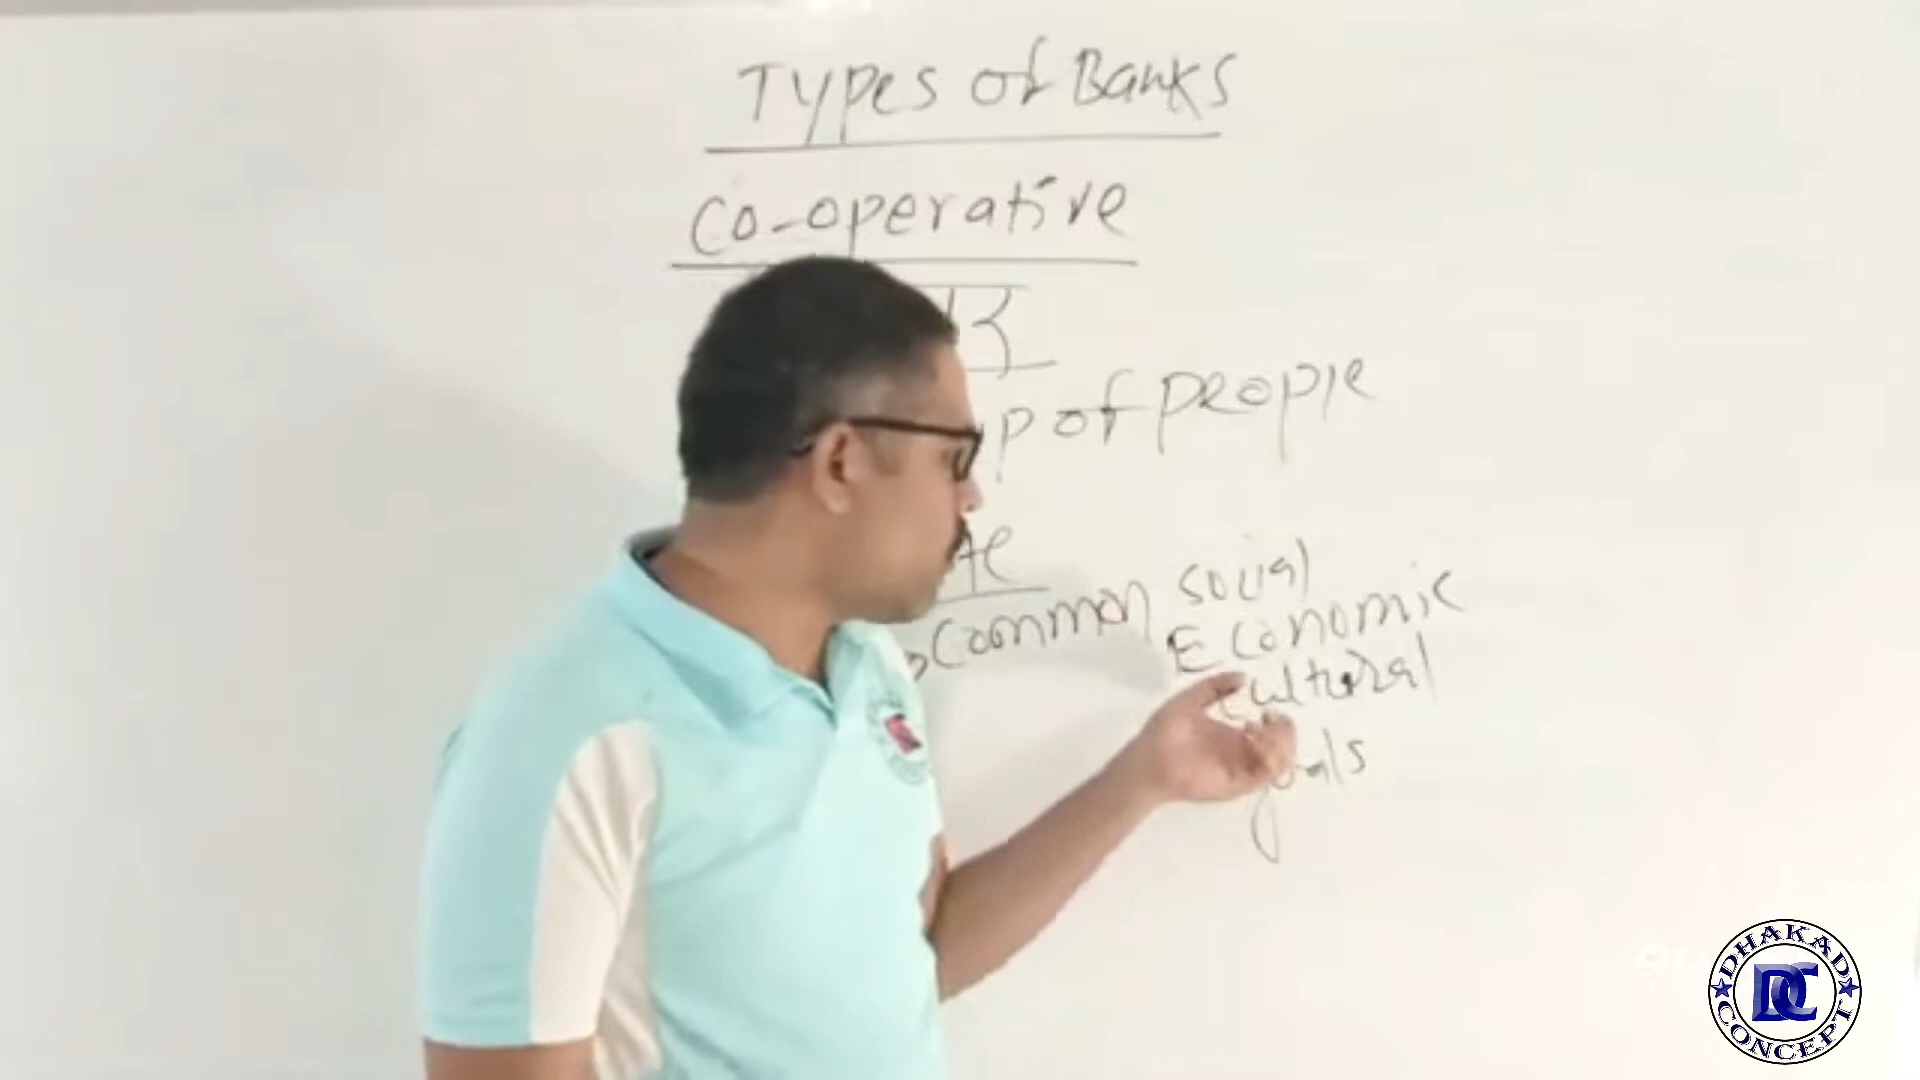 Types of Banks
Co-operative
of people
Common Social
Economic
Cultural
goals
DHAKAD
DC
CONCEPT